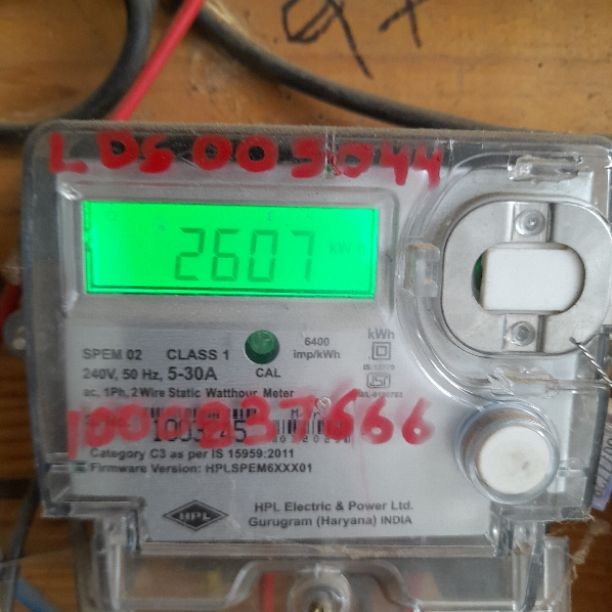 LDS005044
2607 kWh
SPEM 02 CLASS 1
6400 imp/kWh
kWh
240V, 50 Hz, 5-30A
CAL
ac, 1Ph, 2 Wire Static Watthour Meter
Category C3 as per IS 15959:2011
Firmware Version: HPLSPEM6XXX01
HPL
HPL Electric & Power Ltd.
Gurugram (Haryana) INDIA